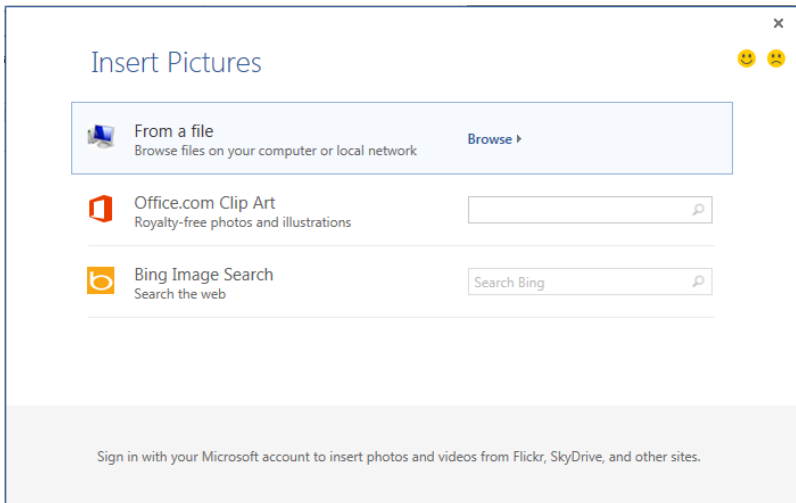 Insert Pictures
From a file
Browse files on your computer or local network
Browse
Office.com Clip Art
Royalty-free photos and illustrations
Bing Image Search
Search the web
Search Bing
Sign in with your Microsoft account to insert photos and videos from Flickr, SkyDrive, and other sites.